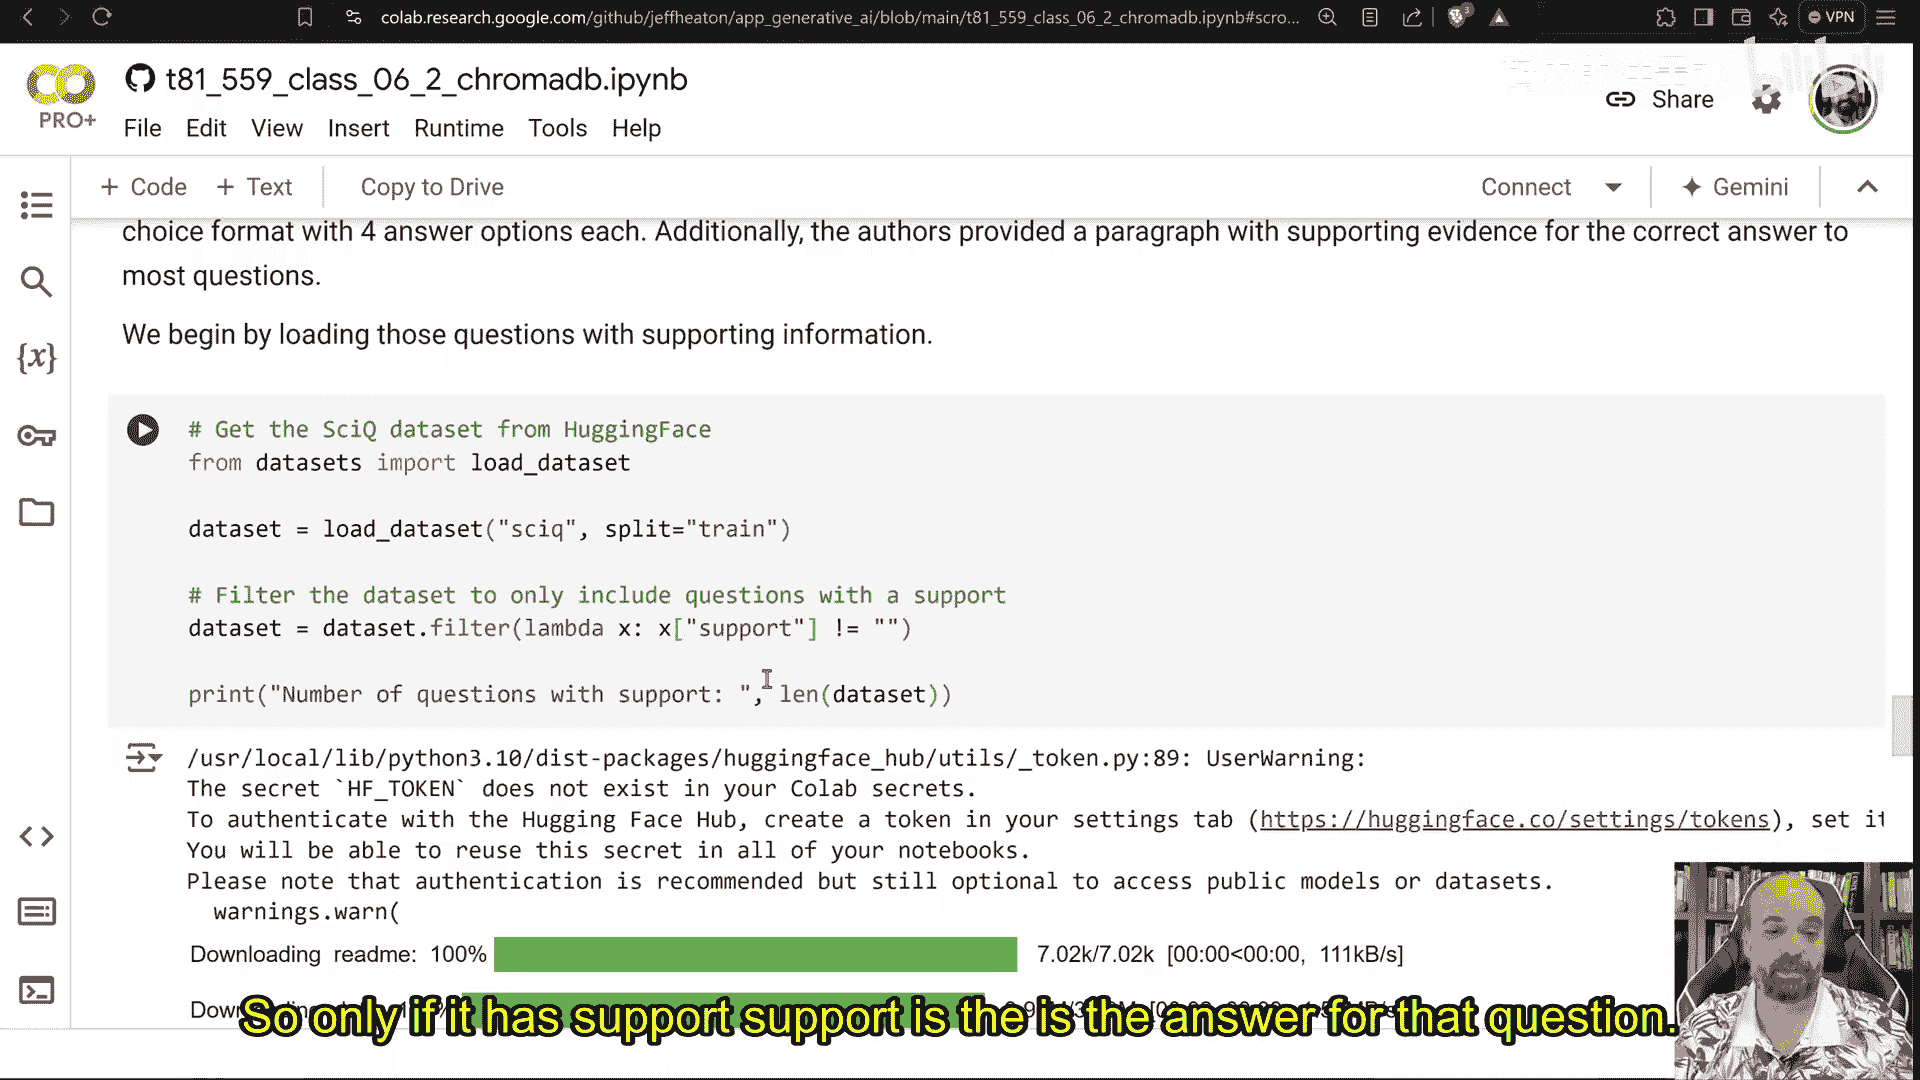 colab.research.google.com/github/jeffheaton/app_generative_ai/blob/main/t81_559_class_06_2_chromadb.ipynb#scro...
3
VPN
t81_559_class_06_2_chromadb.ipynb
PRO+
File Edit View Insert Runtime Tools Help
Share
+ Code + Text Copy to Drive
Connect
Gemini
choice format with 4 answer options each. Additionally, the authors provided a paragraph with supporting evidence for the correct answer to
most questions.
We begin by loading those questions with supporting information.
# Get the SciQ dataset from HuggingFace
from datasets import load_dataset
dataset = load_dataset("sciq", split="train")
# Filter the dataset to only include questions with a support
dataset = dataset.filter(lambda x: x["support"] != "")
print("Number of questions with support: ", len(dataset))
/usr/local/lib/python3.10/dist-packages/huggingface_hub/utils/_token.py:89: UserWarning:
The secret `HF_TOKEN` does not exist in your Colab secrets.
To authenticate with the Hugging Face Hub, create a token in your settings tab (https://huggingface.co/settings/tokens), set it
You will be able to reuse this secret in all of your notebooks.
Please note that authentication is recommended but still optional to access public models or datasets.
warnings.warn(
Downloading readme: 100% 7.02k/7.02k [00:00<00:00, 111kB/s]
So only if it has support support is the is the answer for that question.